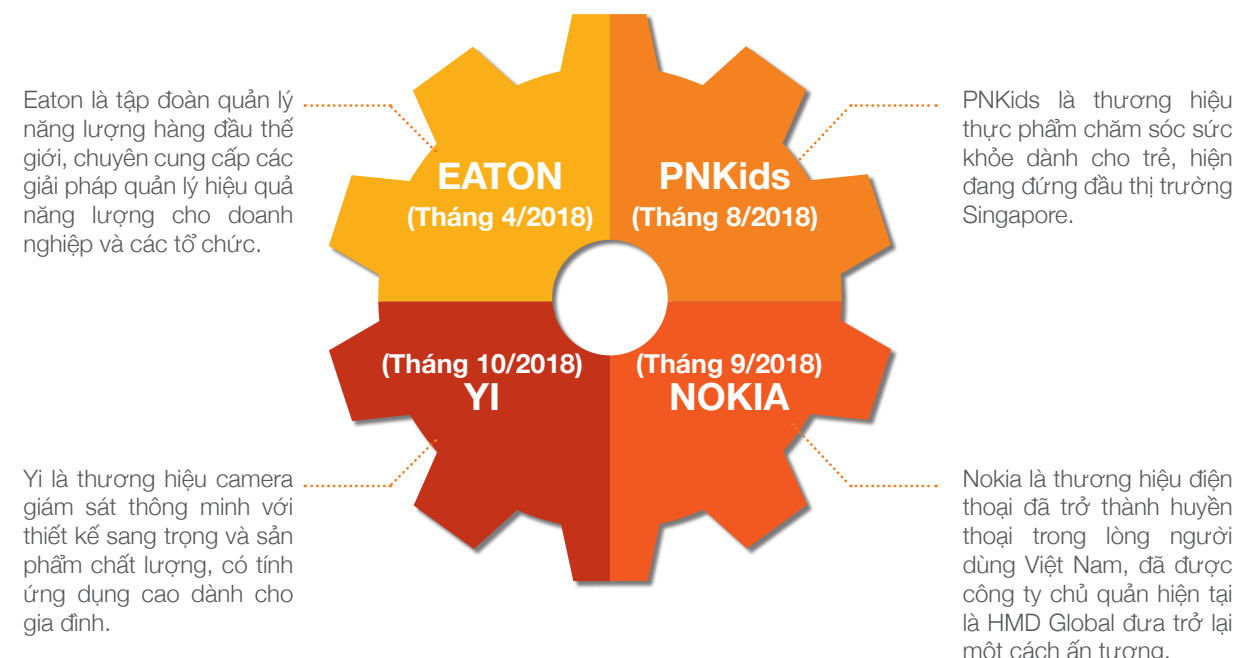 Eaton là tập đoàn quản lý
năng lượng hàng đầu thế
giới, chuyên cung cấp các
giải pháp quản lý hiệu quả
năng lượng cho doanh
nghiệp và các tổ chức.
EATON
(Tháng 4/2018)
PNKids
(Tháng 8/2018)
PNKids là thương hiệu
thực phẩm chăm sóc sức
khỏe dành cho trẻ, hiện
đang đứng đầu thị trường
Singapore.
Yi là thương hiệu camera
giám sát thông minh với
thiết kế sang trọng và sản
phẩm chất lượng, có tính
ứng dụng cao dành cho
gia đình.
(Tháng 10/2018)
YI
(Tháng 9/2018)
NOKIA
Nokia là thương hiệu điện
thoại đã trở thành huyền
thoại trong lòng người
dùng Việt Nam, đã được
công ty chủ quản hiện tại
là HMD Global đưa trở lại
một cách ấn tượng.